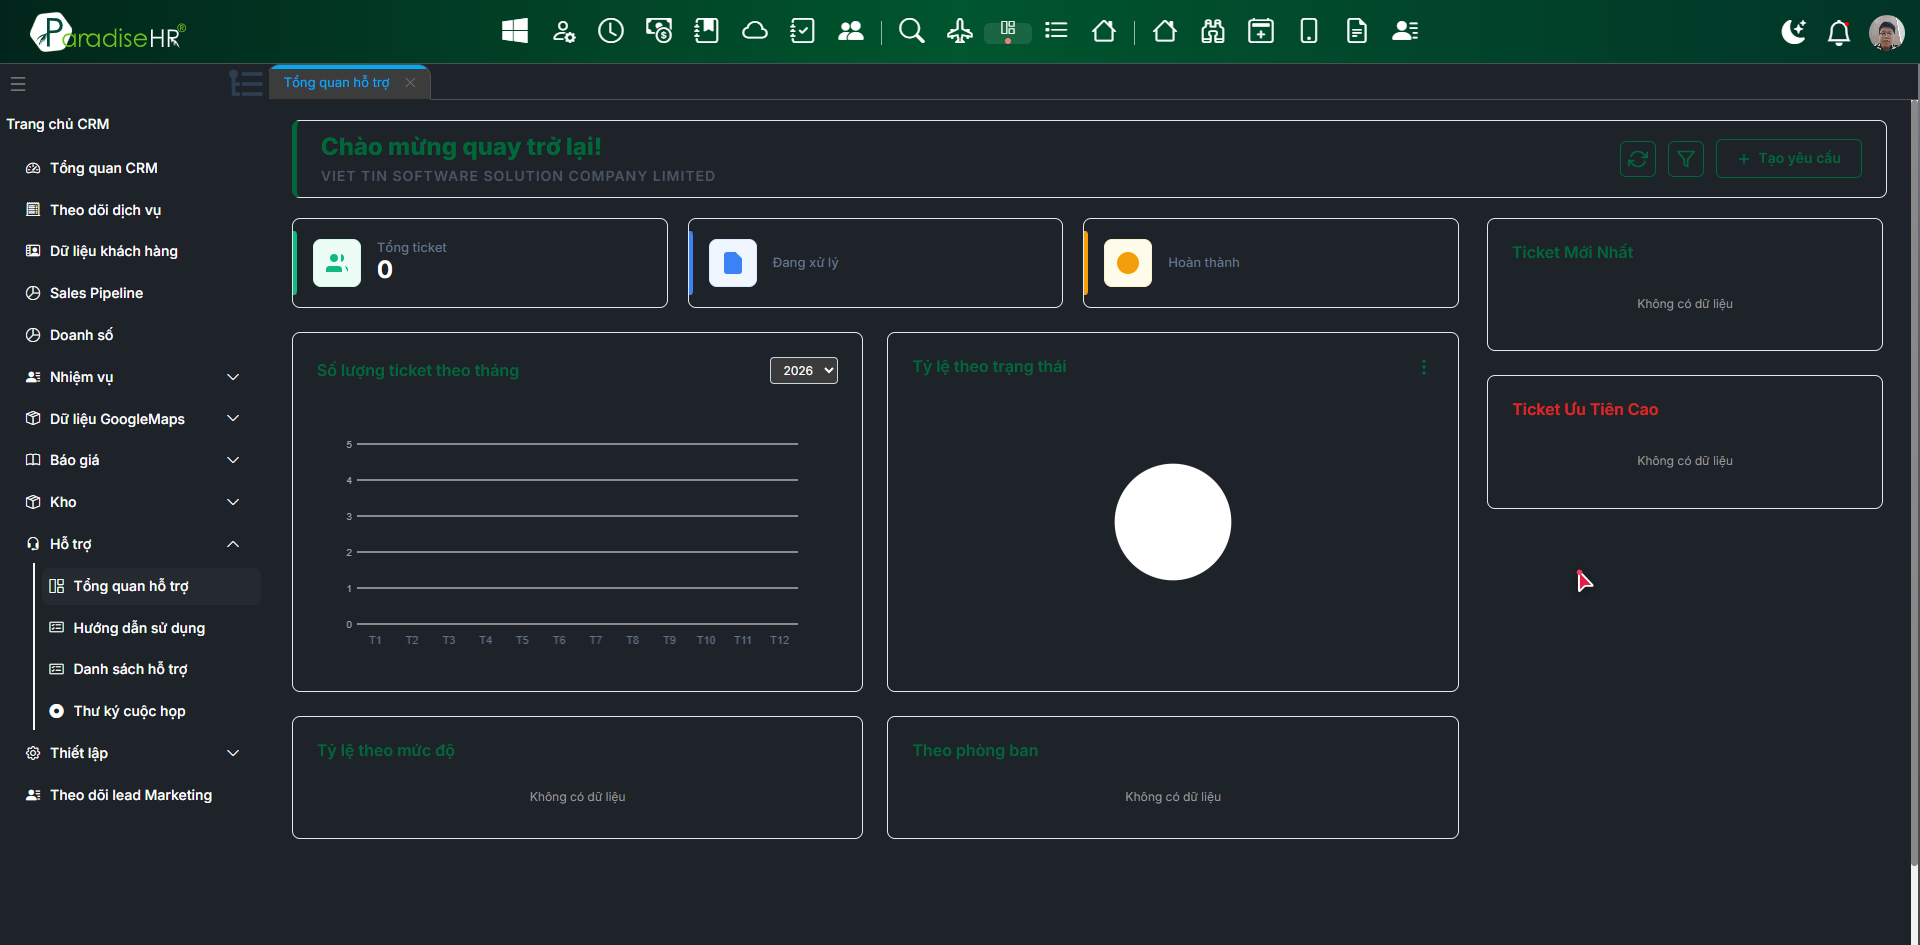 ParadiseHR®
Tổng quan hỗ trợ
Trang chủ CRM
Tổng quan CRM
Theo dõi dịch vụ
Dữ liệu khách hàng
Sales Pipeline
Doanh số
Nhiệm vụ
Dữ liệu GoogleMaps
Báo giá
Kho
Hỗ trợ
Tổng quan hỗ trợ
Hướng dẫn sử dụng
Danh sách hỗ trợ
Thư ký cuộc họp
Thiết lập
Theo dõi lead Marketing
Chào mừng quay trở lại!
VIET TIN SOFTWARE SOLUTION COMPANY LIMITED
Tạo yêu cầu
Tổng ticket
0
Đang xử lý
Hoàn thành
Ticket Mới Nhất
Không có dữ liệu
Ticket Ưu Tiên Cao
Không có dữ liệu
Số lượng ticket theo tháng
2026
5
4
3
2
1
0
T1 T2 T3 T4 T5 T6 T7 T8 T9 T10 T11 T12
Tỷ lệ theo trạng thái
Tỷ lệ theo mức độ
Không có dữ liệu
Theo phòng ban
Không có dữ liệu